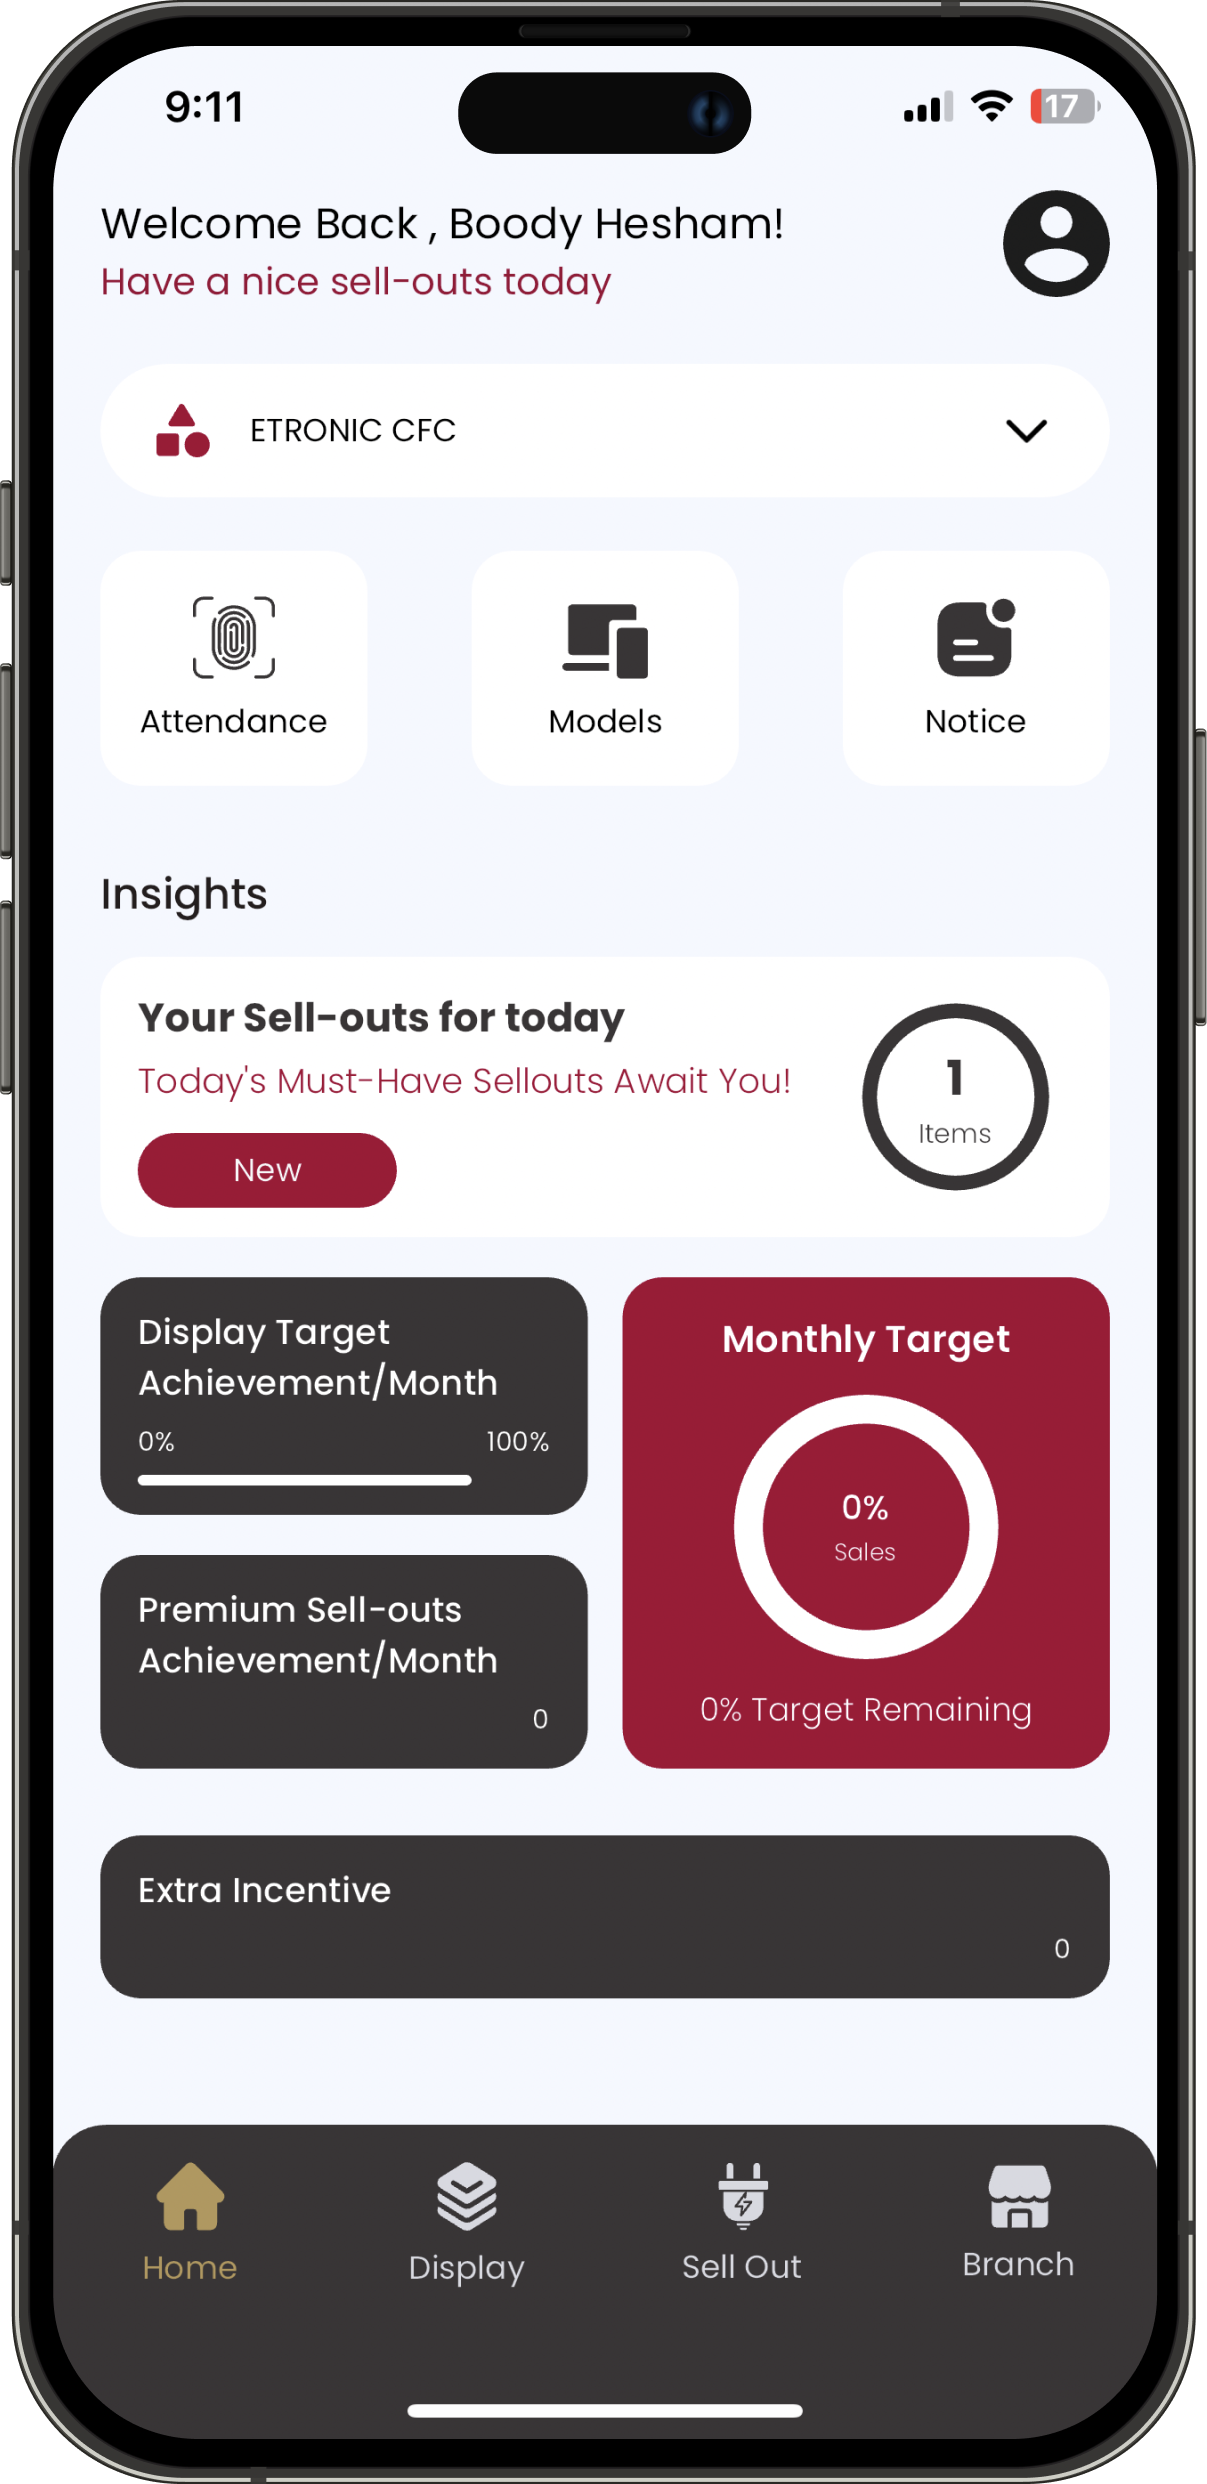 9:11
17
Welcome Back , Boody Hesham!
Have a nice sell-outs today
ETRONIC CFC
Attendance
Models
Notice
Insights
Your Sell-outs for today
Today's Must-Have Sellouts Await You!
New
1
Items
Display Target
Achievement/Month
0%
100%
Monthly Target
0%
Sales
0% Target Remaining
Premium Sell-outs
Achievement/Month
0
Extra Incentive
0
Home
Display
Sell Out
Branch